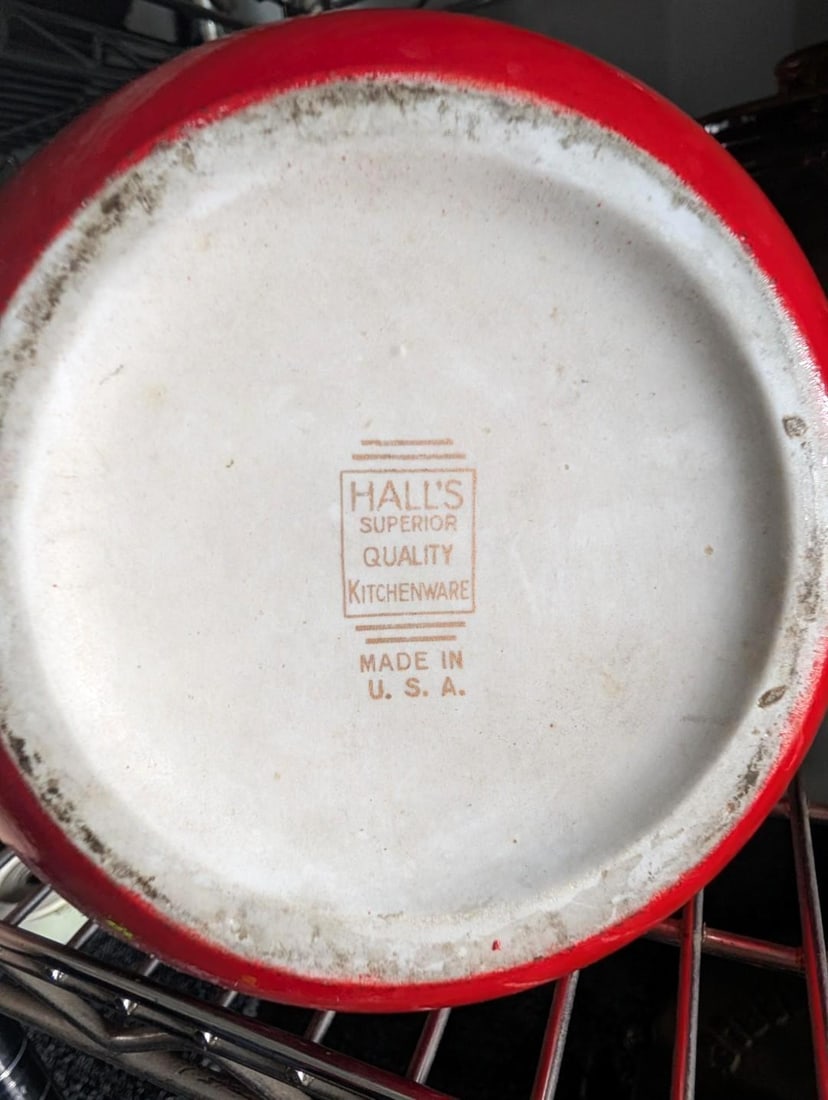 HALL'S
SUPERIOR
QUALITY
KITCHENWARE
MADE IN
U. S. A.